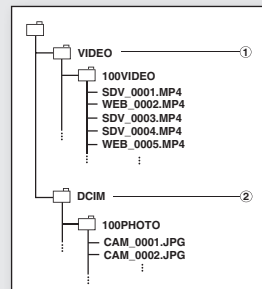 VIDEO ①
100VIDEO
SDV_0001.MP4
WEB_0002.MP4
SDV_0003.MP4
SDV_0004.MP4
WEB_0005.MP4
DCIM ②
100PHOTO
CAM_0001.JPG
CAM_0002.JPG